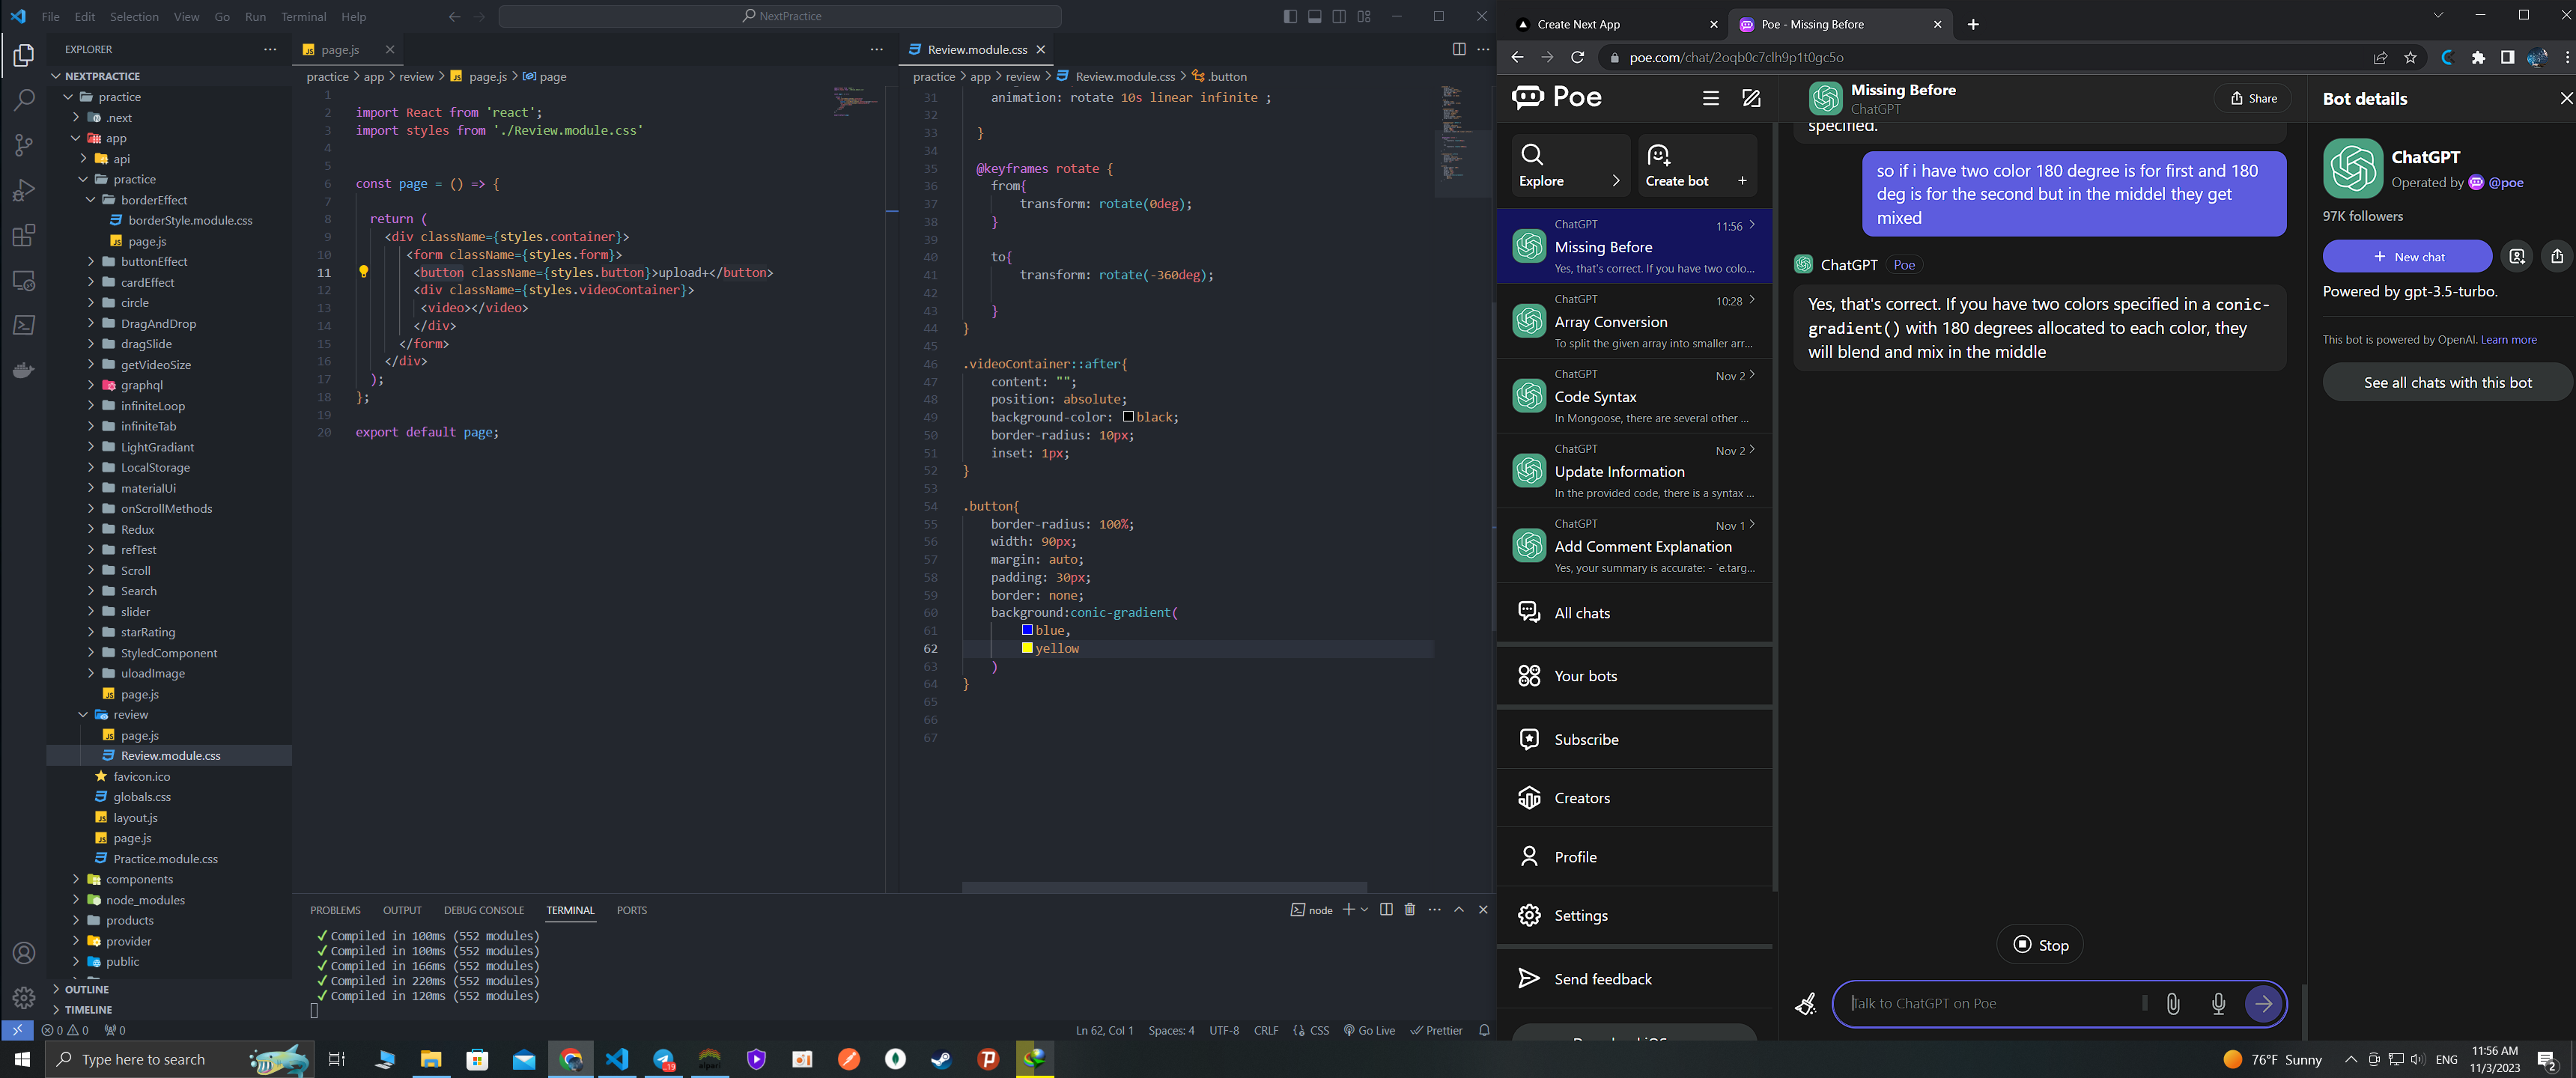 File Edit Selection View Go Run Terminal Help
NextPractice
EXPLORER
NEXTPRACTICE
practice
.next
app
api
practice
borderEffect
borderStyle.module.css
page.js
buttonEffect
cardEffect
circle
DragAndDrop
dragSlide
getVideoSize
graphql
infiniteLoop
infiniteTab
LightGradiant
LocalStorage
materialUi
onScrollMethods
Redux
refTest
Scroll
Search
slider
starRating
StyledComponent
uloadImage
page.js
review
page.js
Review.module.css
favicon.ico
globals.css
layout.js
page.js
Practice.module.css
components
node_modules
products
provider
public
OUTLINE
TIMELINE
page.js
practice > app > review > page.js > page
1
2 import React from 'react';
3 import styles from './Review.module.css'
4
5
6 const page = () => {
7
8 return (
9 <div className={styles.container}>
10 <form className={styles.form}>
11 <button className={styles.button}>upload+</button>
12 <div className={styles.videoContainer}>
13 <video></video>
14 </div>
15 </form>
16 </div>
17 );
18 };
19
20 export default page;
Review.module.css
practice > app > review > Review.module.css > .button
31 animation: rotate 10s linear infinite ;
32
33 }
34
35 @keyframes rotate {
36 from{
37 transform: rotate(0deg);
38 }
39
40 to{
41 transform: rotate(-360deg);
42
43 }
44 }
45
46 .videoContainer::after{
47 content: "";
48 position: absolute;
49 background-color: black;
50 border-radius: 10px;
51 inset: 1px;
52 }
53
54 .button{
55 border-radius: 100%;
56 width: 90px;
57 margin: auto;
58 padding: 30px;
59 border: none;
60 background:conic-gradient(
61 blue,
62 yellow
63 )
64 }
65
66
67
PROBLEMS OUTPUT DEBUG CONSOLE TERMINAL PORTS
node
✓ Compiled in 100ms (552 modules)
✓ Compiled in 100ms (552 modules)
✓ Compiled in 166ms (552 modules)
✓ Compiled in 220ms (552 modules)
✓ Compiled in 120ms (552 modules)
0 0 0
Ln 62, Col 1 Spaces: 4 UTF-8 CRLF CSS Go Live Prettier
Create Next App
Poe - Missing Before
poe.com/chat/2oqb0c7clh9p1t0gc5o
Poe
Explore
Create bot +
ChatGPT 11:56
Missing Before
Yes, that's correct. If you have two colo...
ChatGPT 10:28
Array Conversion
To split the given array into smaller arr...
ChatGPT Nov 2
Code Syntax
In Mongoose, there are several other ...
ChatGPT Nov 2
Update Information
In the provided code, there is a syntax ...
ChatGPT Nov 1
Add Comment Explanation
Yes, your summary is accurate: - `e.targ...
All chats
Your bots
Subscribe
Creators
Profile
Settings
Send feedback
Missing Before
ChatGPT
Share
specified.
so if i have two color 180 degree is for first and 180
deg is for the second but in the middel they get
mixed
ChatGPT Poe
Yes, that's correct. If you have two colors specified in a conic-
gradient() with 180 degrees allocated to each color, they
will blend and mix in the middle
Stop
Talk to ChatGPT on Poe
Bot details
ChatGPT
Operated by @poe
97K followers
+ New chat
Powered by gpt-3.5-turbo.
This bot is powered by OpenAI. Learn more
See all chats with this bot
Type here to search
19
76°F Sunny
ENG
11:56 AM
11/3/2023
2